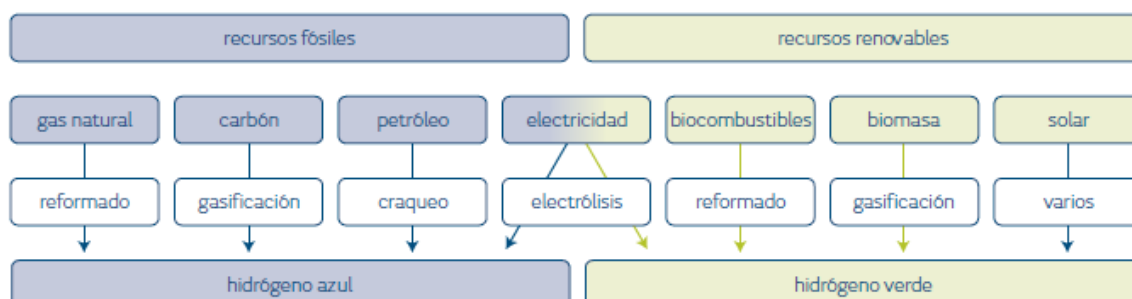 recursos fósiles
recursos renovables
gas natural
carbón
petróleo
electricidad
biocombustibles
biomasa
solar
reformado
gasificación
craqueo
electrólisis
reformado
gasificación
varios
hidrógeno azul
hidrógeno verde